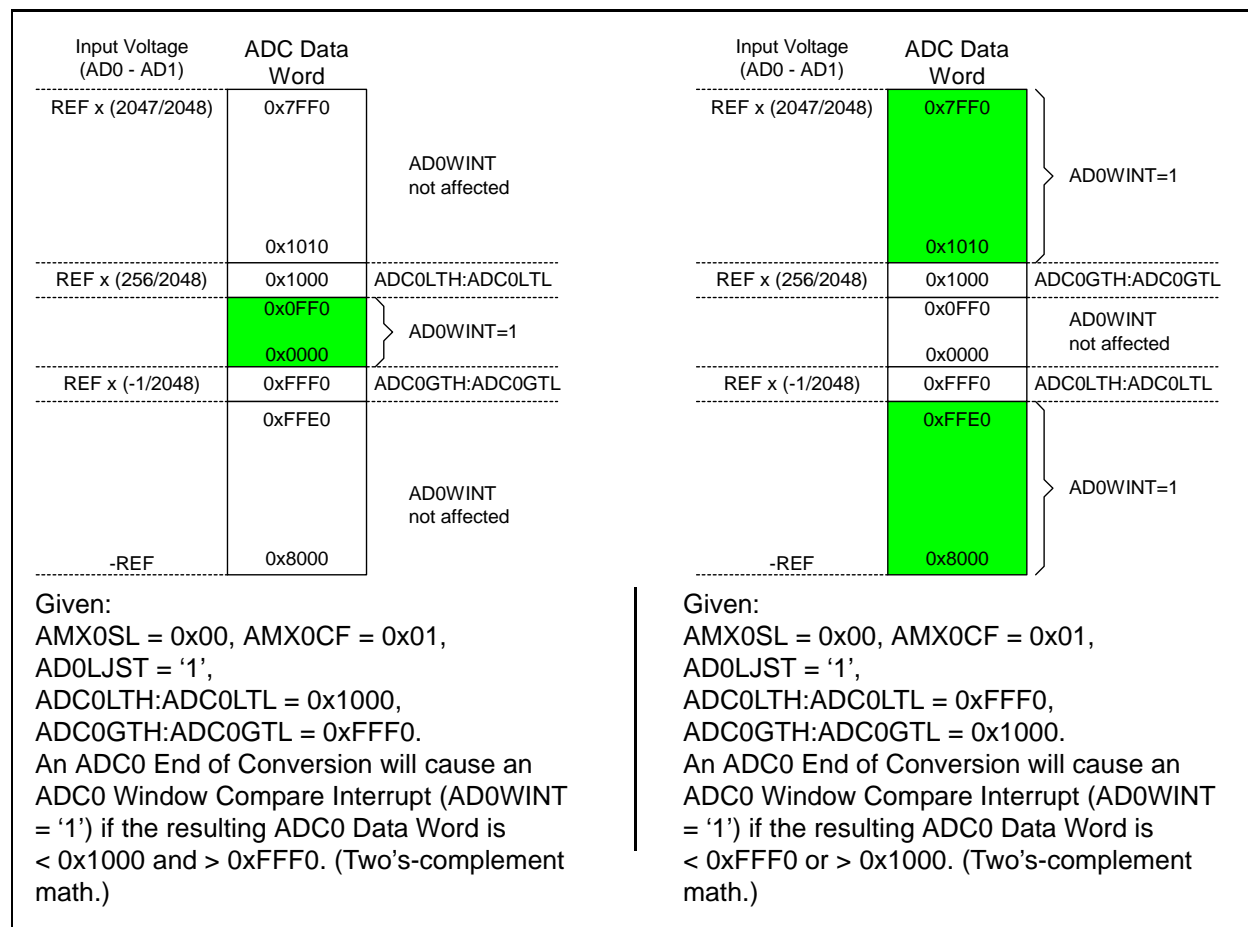 Input Voltage
(AD0 - AD1)
ADC Data
Word
REF x (2047/2048)
0x7FF0
AD0WINT
not affected
0x1010
REF x (256/2048)
0x1000
ADC0LTH:ADC0LTL
0x0FF0
AD0WINT=1
0x0000
REF x (-1/2048)
0xFFF0
ADC0GTH:ADC0GTL
0xFFE0
AD0WINT
not affected
-REF
0x8000
Given:
AMX0SL = 0x00, AMX0CF = 0x01,
AD0LJST = ‘1’,
ADC0LTH:ADC0LTL = 0x1000,
ADC0GTH:ADC0GTL = 0xFFF0.
An ADC0 End of Conversion will cause an
ADC0 Window Compare Interrupt (AD0WINT
= ‘1’) if the resulting ADC0 Data Word is
< 0x1000 and > 0xFFF0. (Two’s-complement
math.)
Input Voltage
(AD0 - AD1)
ADC Data
Word
REF x (2047/2048)
0x7FF0
AD0WINT=1
0x1010
REF x (256/2048)
0x1000
ADC0GTH:ADC0GTL
0x0FF0
AD0WINT
not affected
0x0000
REF x (-1/2048)
0xFFF0
ADC0LTH:ADC0LTL
0xFFE0
AD0WINT=1
-REF
0x8000
Given:
AMX0SL = 0x00, AMX0CF = 0x01,
AD0LJST = ‘1’,
ADC0LTH:ADC0LTL = 0xFFF0,
ADC0GTH:ADC0GTL = 0x1000.
An ADC0 End of Conversion will cause an
ADC0 Window Compare Interrupt (AD0WINT
= ‘1’) if the resulting ADC0 Data Word is
< 0xFFF0 or > 0x1000. (Two’s-complement
math.)